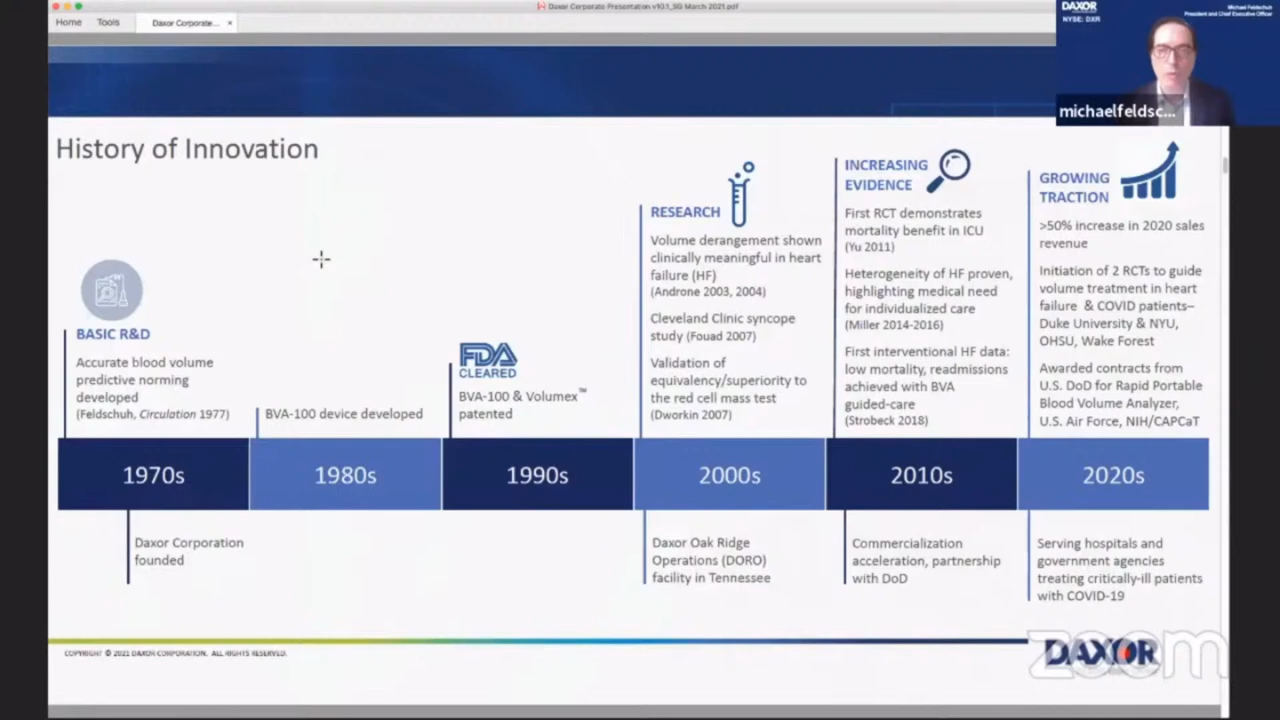 Daxor Corporate Presentation v10.1_SG March 2021.pdf
Home Tools Daxor Corporate... ×
DAXOR
NYSE: DXR
Michael Feldschuh
President and Chief Executive Officer
michaelfeldsc...
History of Innovation
BASIC R&D
Accurate blood volume
predictive norming
developed
(Feldschuh, Circulation 1977)
BVA-100 device developed
FDA
CLEARED
BVA-100 & Volumex™
patented
RESEARCH
Volume derangement shown
clinically meaningful in heart
failure (HF)
(Androne 2003, 2004)
Cleveland Clinic syncope
study (Fouad 2007)
Validation of
equivalency/superiority to
the red cell mass test
(Dworkin 2007)
INCREASING
EVIDENCE
First RCT demonstrates
mortality benefit in ICU
(Yu 2011)
Heterogeneity of HF proven,
highlighting medical need
for individualized care
(Miller 2014-2016)
First interventional HF data:
low mortality, readmissions
achieved with BVA
guided-care
(Strobeck 2018)
GROWING
TRACTION
>50% increase in 2020 sales
revenue
Initiation of 2 RCTs to guide
volume treatment in heart
failure & COVID patients–
Duke University & NYU,
OHSU, Wake Forest
Awarded contracts from
U.S. DoD for Rapid Portable
Blood Volume Analyzer,
U.S. Air Force, NIH/CAPCaT
1970s 1980s 1990s 2000s 2010s 2020s
Daxor Corporation
founded
Daxor Oak Ridge
Operations (DORO)
facility in Tennessee
Commercialization
acceleration, partnership
with DoD
Serving hospitals and
government agencies
treating critically-ill patients
with COVID-19
COPYRIGHT © 2021 DAXOR CORPORATION. ALL RIGHTS RESERVED.
DAXOR
zoom